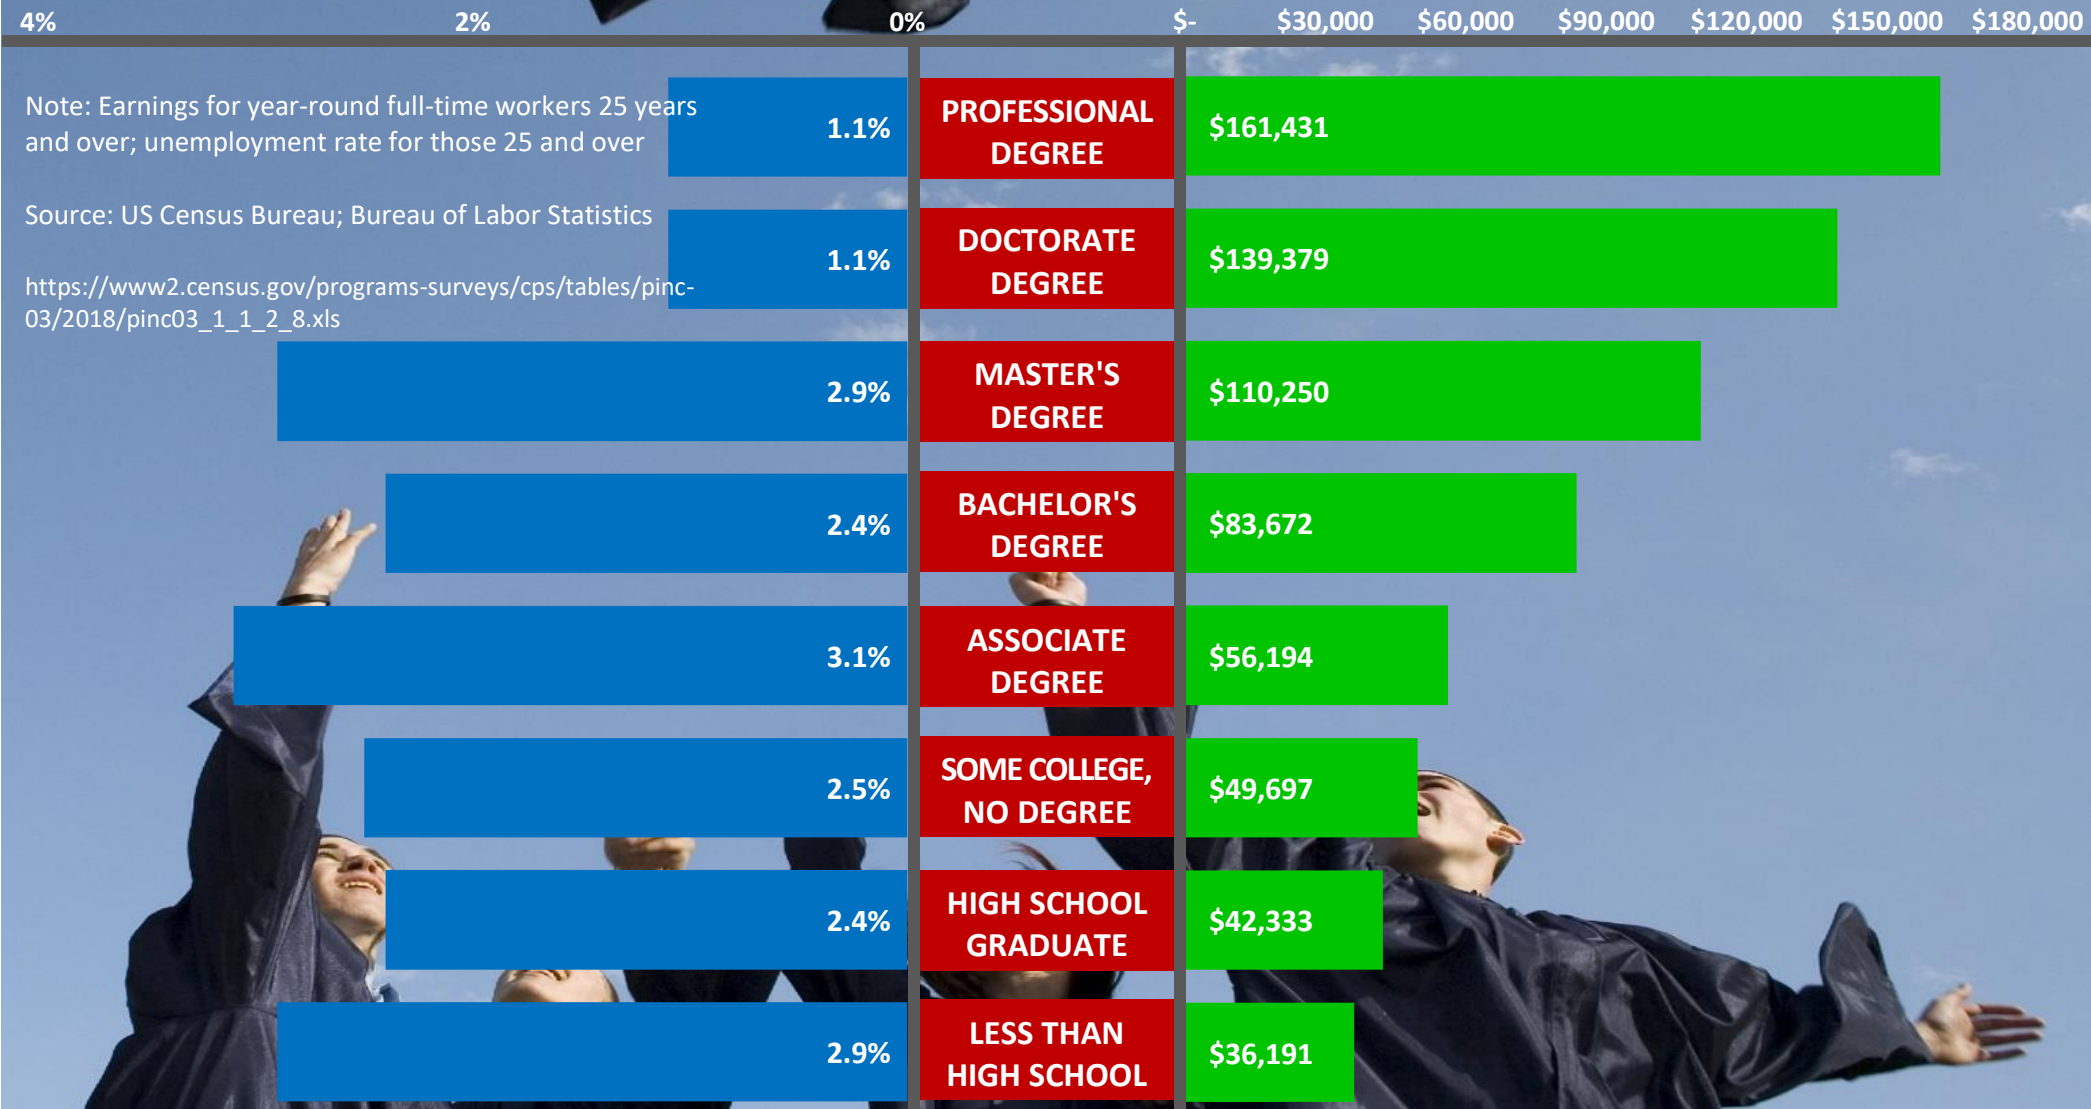 4% 2% 0% $- $30,000 $60,000 $90,000 $120,000 $150,000 $180,000
Note: Earnings for year-round full-time workers 25 years
and over; unemployment rate for those 25 and over
Source: US Census Bureau; Bureau of Labor Statistics
https://www2.census.gov/programs-surveys/cps/tables/pinc-
03/2018/pinc03_1_1_2_8.xls
1.1%
PROFESSIONAL
DEGREE
$161,431
1.1%
DOCTORATE
DEGREE
$139,379
2.9%
MASTER'S
DEGREE
$110,250
2.4%
BACHELOR'S
DEGREE
$83,672
3.1%
ASSOCIATE
DEGREE
$56,194
2.5%
SOME COLLEGE,
NO DEGREE
$49,697
2.4%
HIGH SCHOOL
GRADUATE
$42,333
2.9%
LESS THAN
HIGH SCHOOL
$36,191